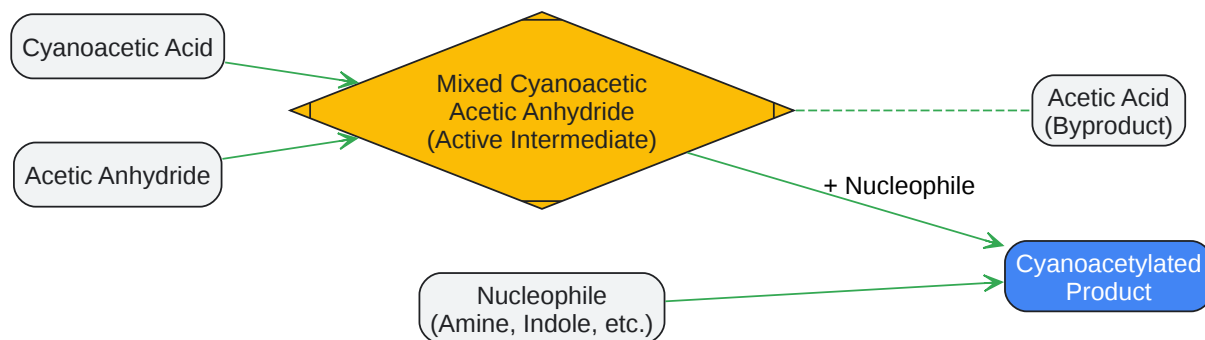 Cyanoacetic Acid
Mixed Cyanoacetic
Acetic Anhydride
(Active Intermediate)
Acetic Acid
(Byproduct)
Acetic Anhydride
+ Nucleophile
Cyanoacetylated
Product
Nucleophile
(Amine, Indole, etc.)